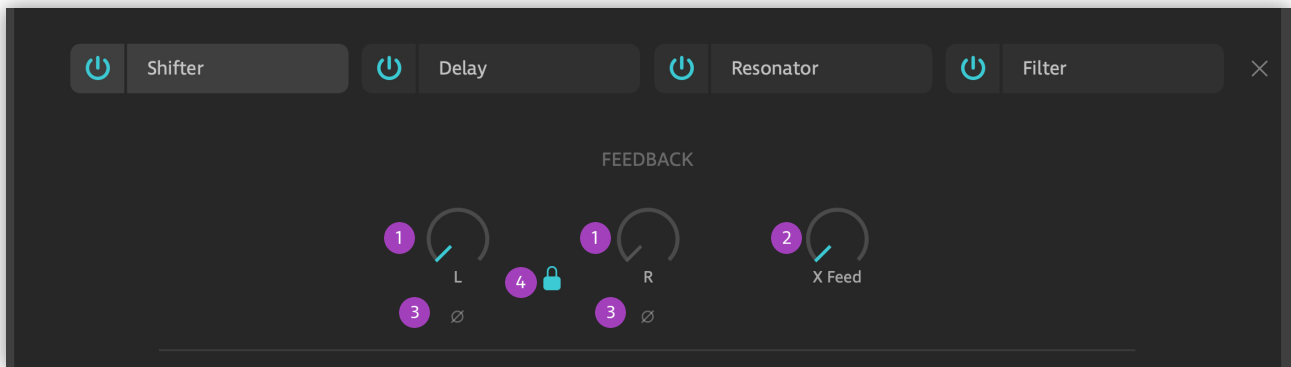 Shifter Delay Resonator Filter
FEEDBACK
1 1 2
L 4 R X Feed
3 ∅ 3 ∅